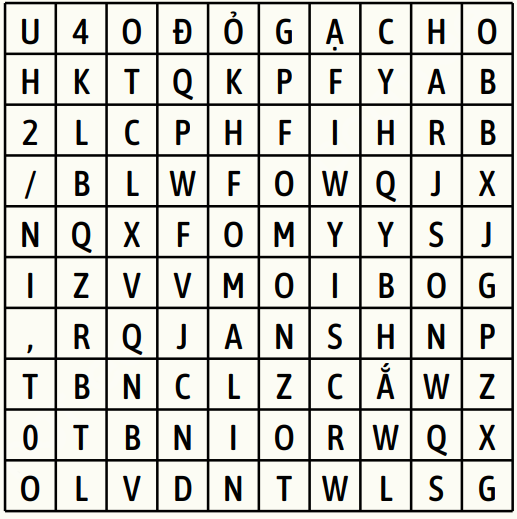 U 4 O Đ Ỏ G Ạ C H O
H K T Q K P F Y A B
2 L C P H F I H R B
/ B L W F O W Q J X
N Q X F O M Y Y S J
I Z V V M O I B O G
, R Q J A N S H N P
T B N C L Z C Ắ W Z
0 T B N I O R W Q X
O L V D N T W L S G